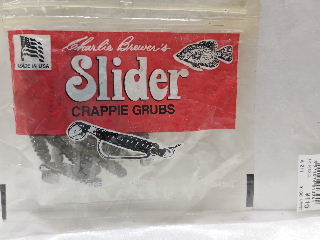 Charlie Brewer's
Slider
CRAPPIE GRUBS
MADE IN USA